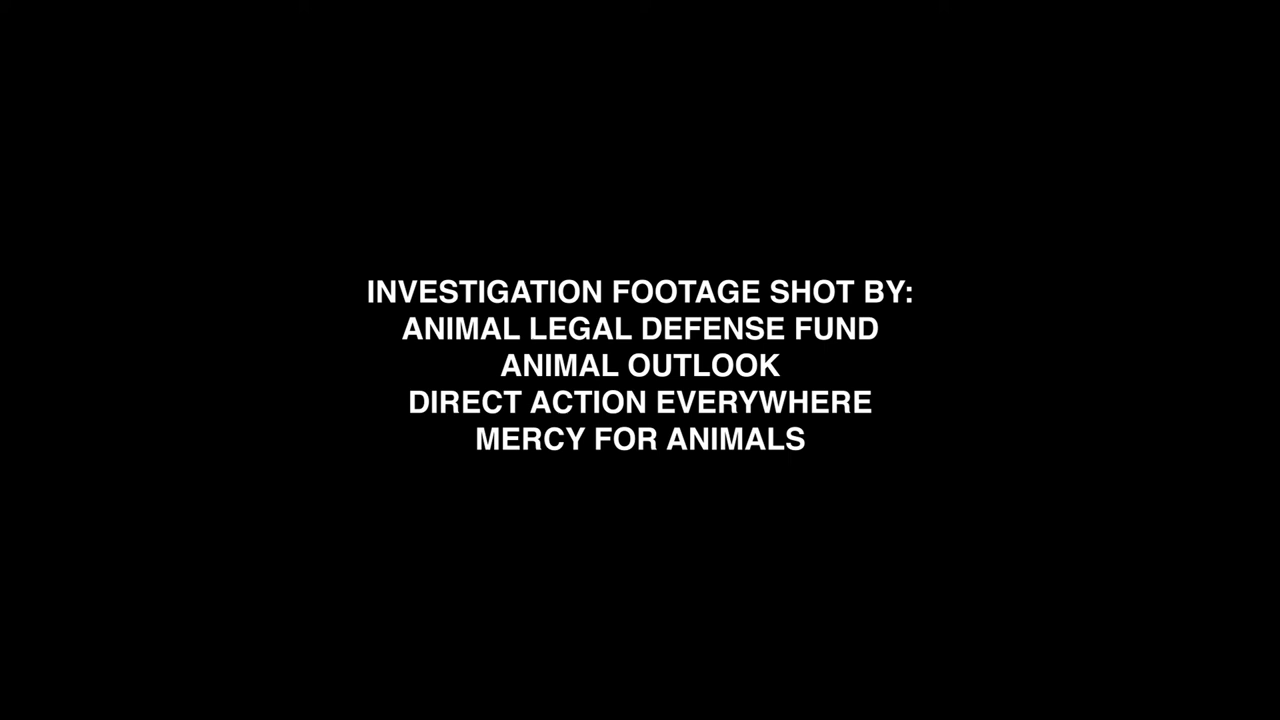 INVESTIGATION FOOTAGE SHOT BY:
ANIMAL LEGAL DEFENSE FUND
ANIMAL OUTLOOK
DIRECT ACTION EVERYWHERE
MERCY FOR ANIMALS